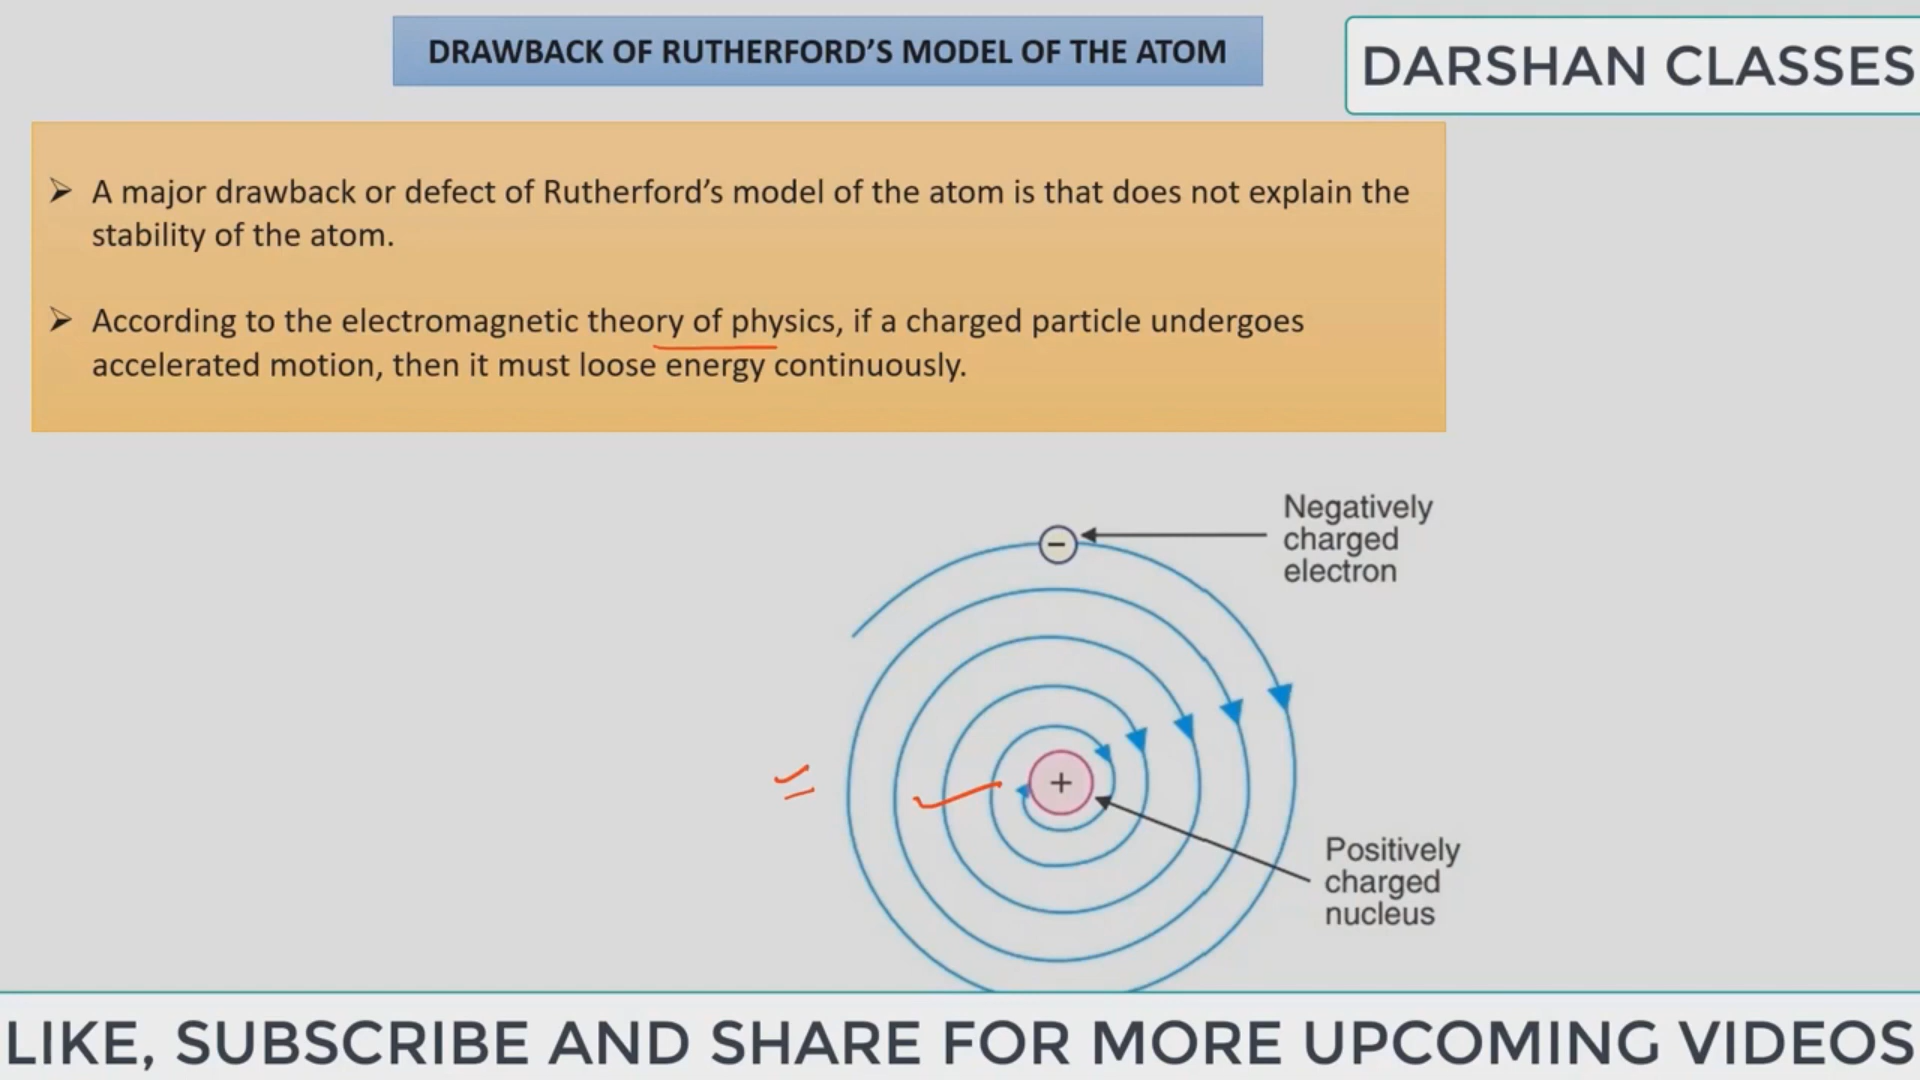 DRAWBACK OF RUTHERFORD’S MODEL OF THE ATOM
DARSHAN CLASSES
➢ A major drawback or defect of Rutherford’s model of the atom is that does not explain the
stability of the atom.
➢ According to the electromagnetic theory of physics, if a charged particle undergoes
accelerated motion, then it must loose energy continuously.
Negatively
charged
electron
−
+
Positively
charged
nucleus
LIKE, SUBSCRIBE AND SHARE FOR MORE UPCOMING VIDEOS